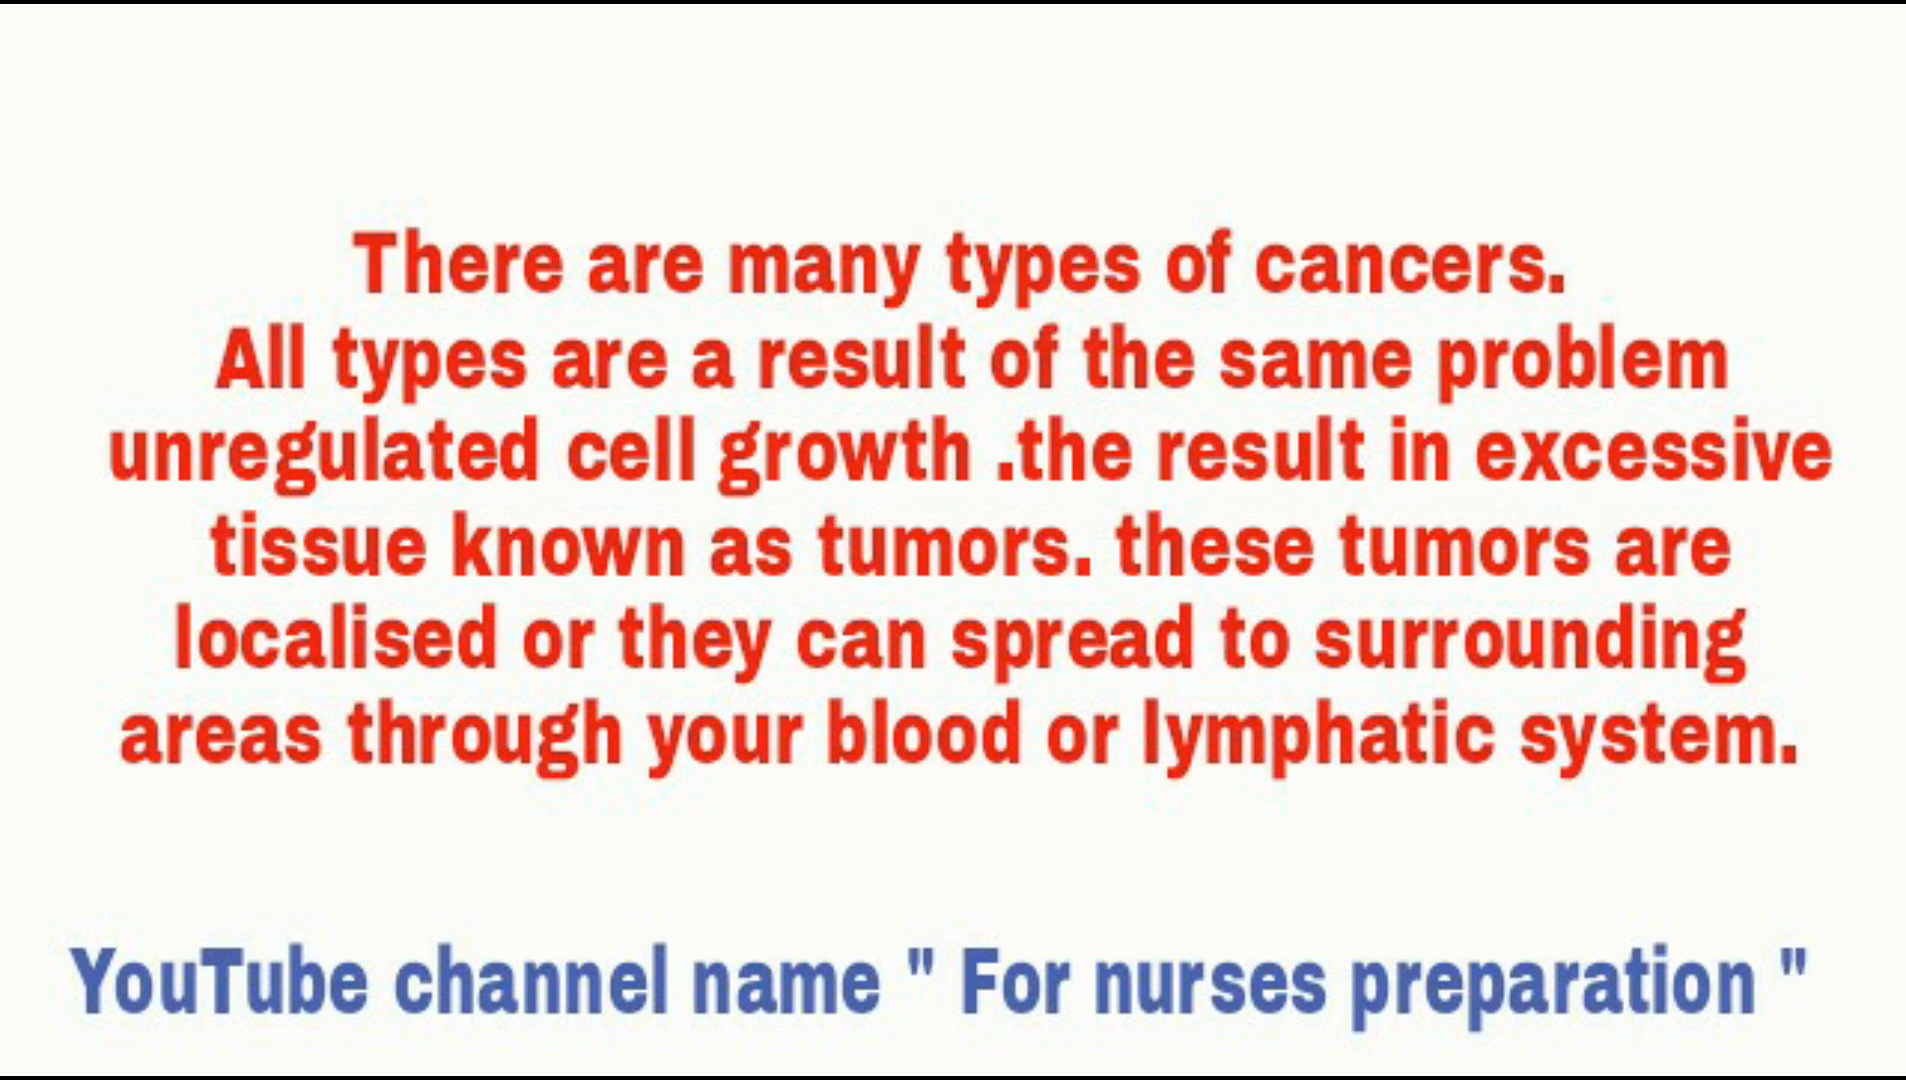 There are many types of cancers.
All types are a result of the same problem
unregulated cell growth .the result in excessive
tissue known as tumors. these tumors are
localised or they can spread to surrounding
areas through your blood or lymphatic system.
YouTube channel name " For nurses preparation "